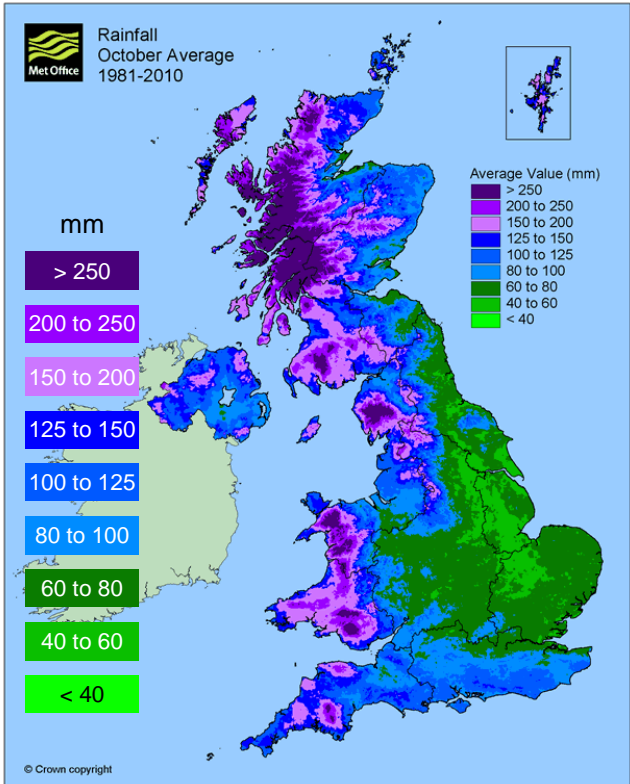 Met Office
Rainfall
October Average
1981-2010
Average Value (mm)
> 250
200 to 250
150 to 200
125 to 150
100 to 125
80 to 100
60 to 80
40 to 60
< 40
mm
> 250
200 to 250
150 to 200
125 to 150
100 to 125
80 to 100
60 to 80
40 to 60
< 40
© Crown copyright